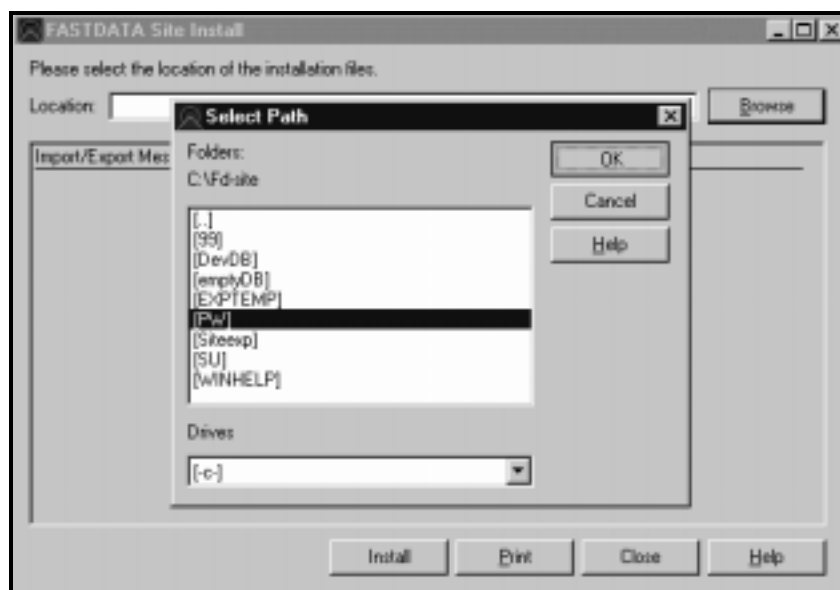 FASTDATA Site Install
Please select the location of the installation files.
Location:
Browse
Import/Export Mes
Select Path
Folders:
C:\Fd-site
[..]
[99]
[DevDB]
[emptyDB]
[EXPTEMP]
[PW]
[Siteexp]
[SU]
[WINHELP]
Drives
[-c-]
OK
Cancel
Help
Install
Print
Close
Help